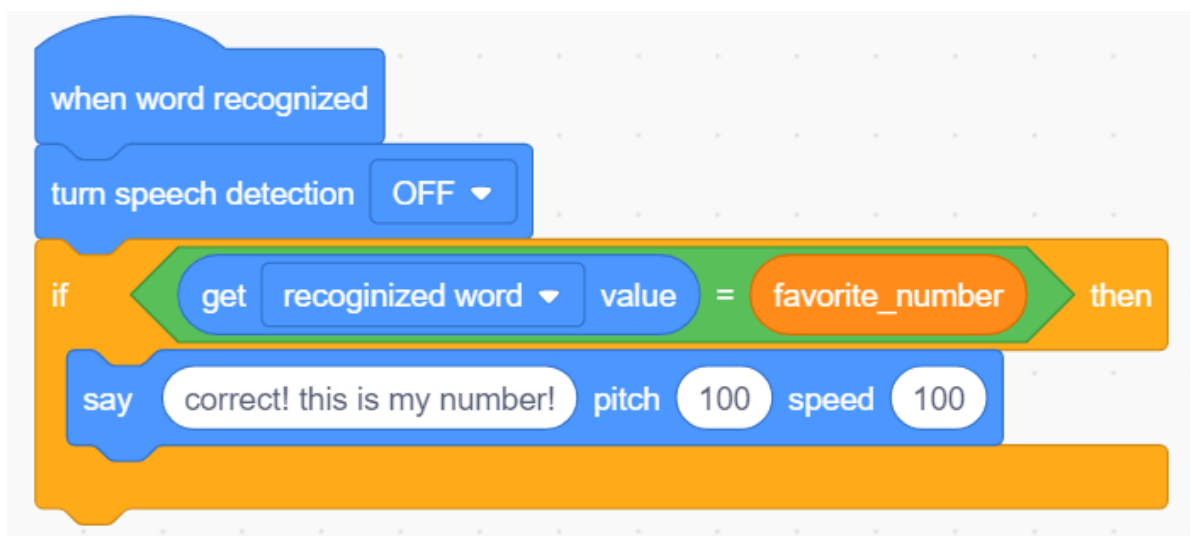 when word recognized
turn speech detection OFF
if get recoginized word value = favorite_number then
say correct! this is my number! pitch 100 speed 100